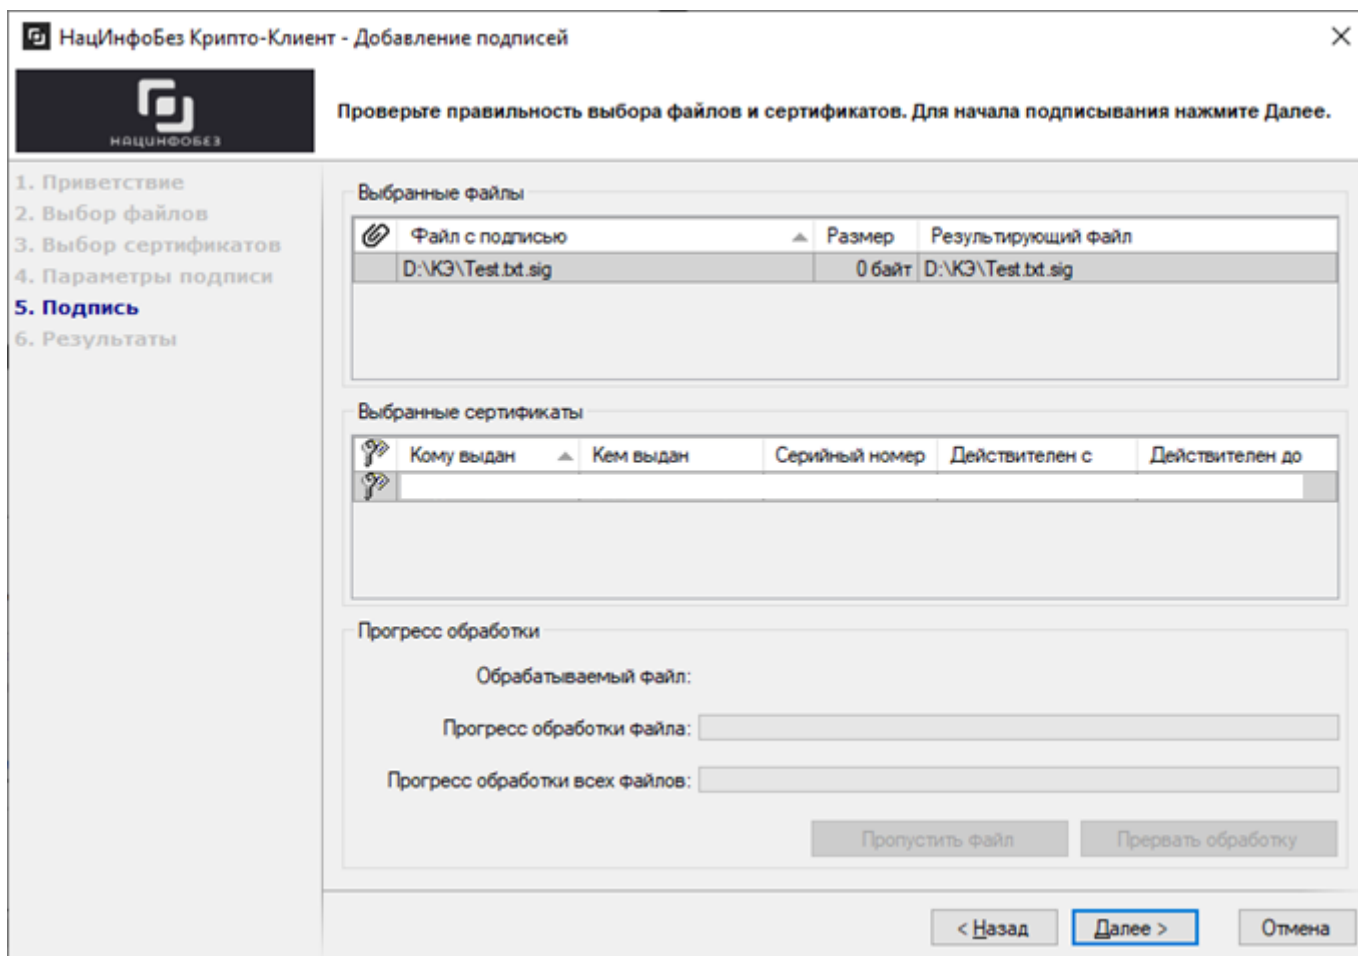 НацИнфоБез Крипто-Клиент - Добавление подписей
НАЦИНФОБЕЗ
Проверьте правильность выбора файлов и сертификатов. Для начала подписывания нажмите Далее.
1. Приветствие
2. Выбор файлов
3. Выбор сертификатов
4. Параметры подписи
5. Подпись
6. Результаты
Выбранные файлы
Файл с подписью Размер Результирующий файл
D:\КЭ\Test.txt.sig 0 байт D:\КЭ\Test.txt.sig
Выбранные сертификаты
Кому выдан Кем выдан Серийный номер Действителен с Действителен до
Прогресс обработки
Обрабатываемый файл:
Прогресс обработки файла:
Прогресс обработки всех файлов:
Пропустить файл Прервать обработку
< Назад Далее > Отмена